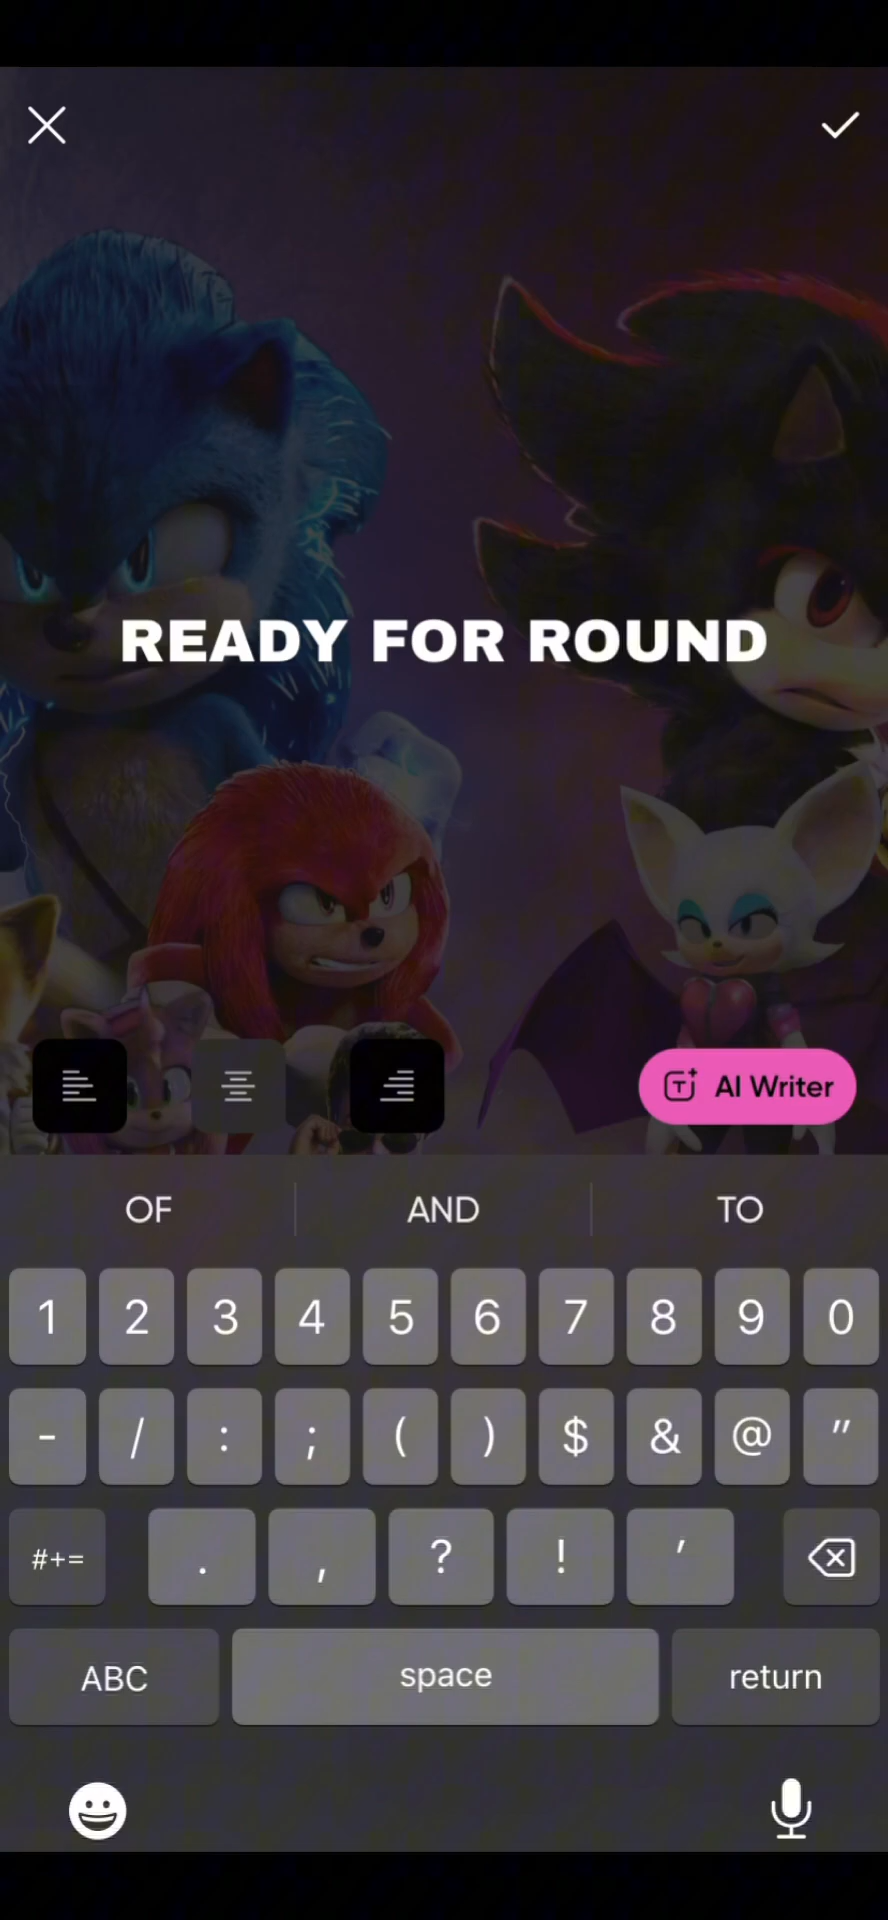 READY FOR ROUND
AI Writer
OF AND TO
1 2 3 4 5 6 7 8 9 0
- / : ; ( ) $ & @ "
#+= . , ? ! '
ABC space return